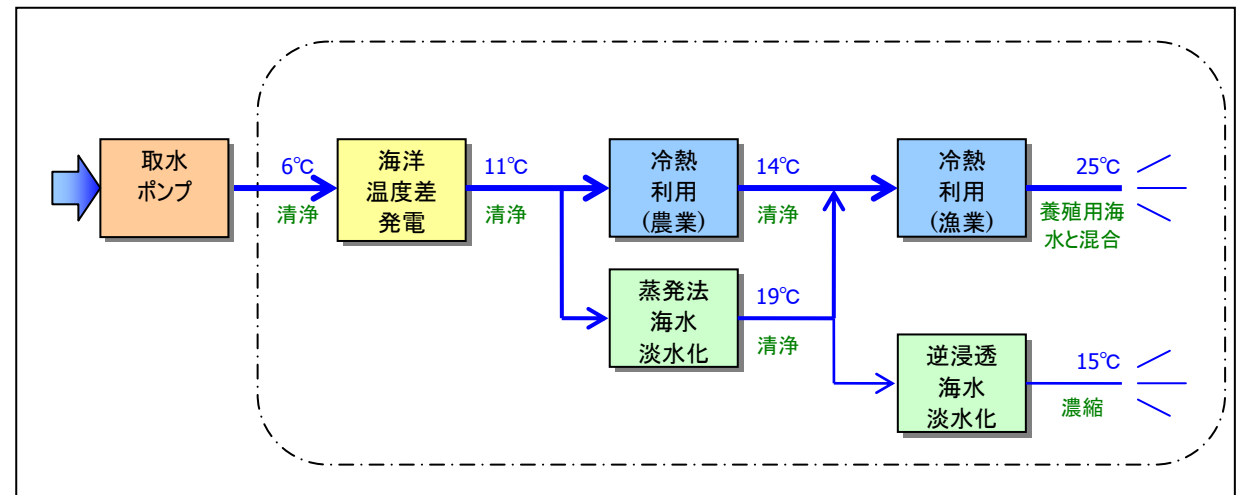 取水
ポンプ
6℃
清浄
海洋
温度差
発電
11℃
清浄
冷熱
利用
(農業)
14℃
清浄
冷熱
利用
(漁業)
25℃
養殖用海
水と混合
蒸発法
海水
淡水化
19℃
清浄
逆浸透
海水
淡水化
15℃
濃縮